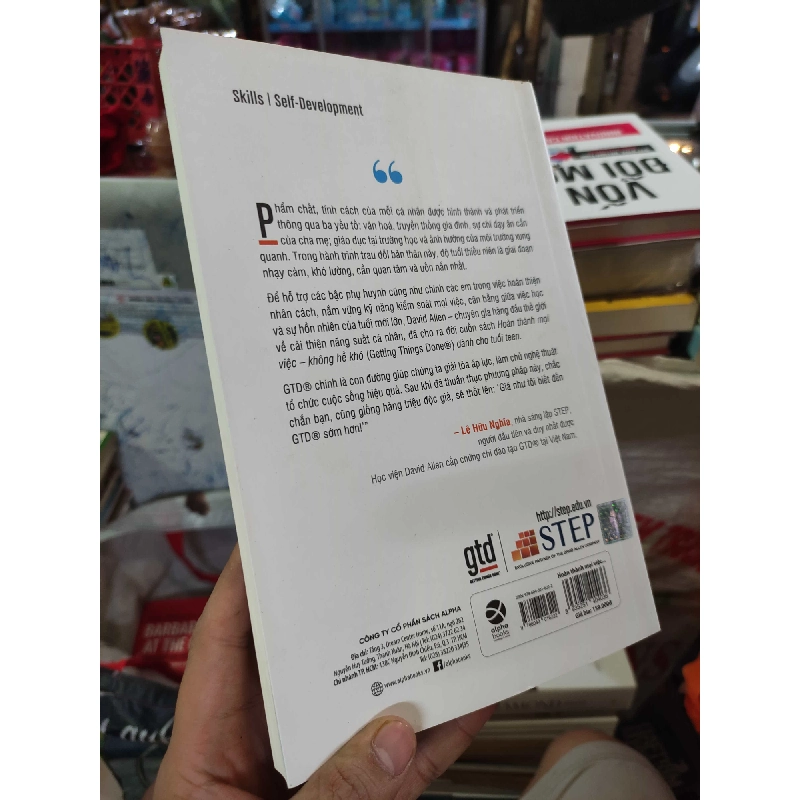 Skills | Self-Development
Phẩm chất, tính cách của mỗi cá nhân được hình thành và phát triển
thông qua ba yếu tố: văn hoá, truyền thống gia đình, sự chỉ dạy ân cần
của cha mẹ; giáo dục tại trường học và ảnh hưởng của môi trường xung
quanh. Trong hành trình trau dồi bản thân này, độ tuổi thiếu niên là giai đoạn
nhạy cảm, khó lường, cần quan tâm và uốn nắn nhất.
Để hỗ trợ các bậc phụ huynh cũng như chính các em trong việc hoàn thiện
nhân cách, nắm vững kỹ năng kiểm soát mọi việc, cân bằng giữa việc học
và sự hồn nhiên của tuổi mới lớn, David Allen – chuyên gia hàng đầu thế giới
về cải thiện năng suất cá nhân, đã cho ra đời cuốn sách Hoàn thành mọi
việc – không hề khó (Getting Things Done®) dành cho tuổi teen.
GTD® chính là con đường giúp chúng ta giải tỏa áp lực, làm chủ nghệ thuật
tổ chức cuộc sống hiệu quả. Sau khi đã thuần thục phương pháp này, chắc
chắn bạn, cũng giống hàng triệu độc giả, sẽ thốt lên: "Giá như tôi biết đến
GTD® sớm hơn!"
– Lê Hữu Nghĩa, nhà sáng lập STEP,
người đầu tiên và duy nhất được
Học viện David Allen cấp chứng chỉ đào tạo GTD® tại Việt Nam.
http://step.edu.vn
gtd
STEP
CÔNG TY CỔ PHẦN SÁCH ALPHA
www.alphabooks.vn
/alphabooks
alpha
books
Hoàn thành mọi việc...
VỐN
ĐỔI M
BARBAR
AT THE